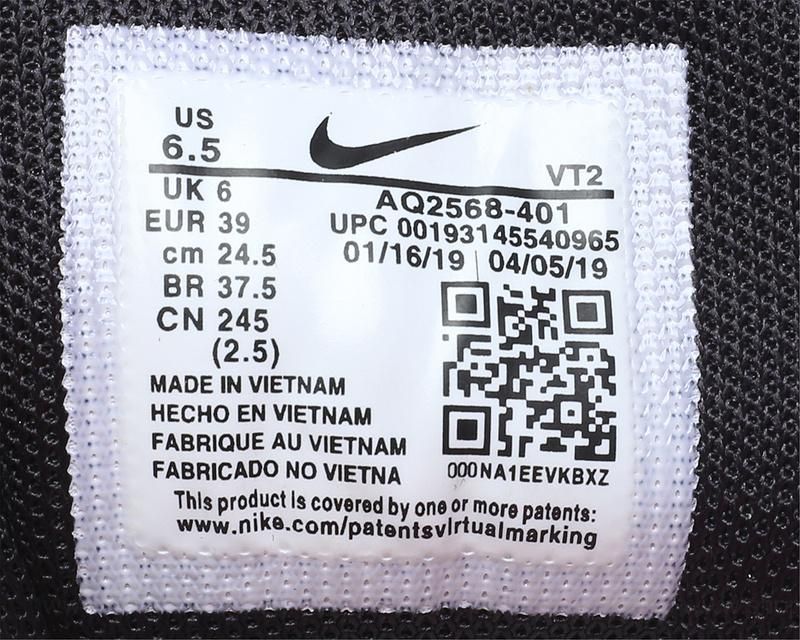 US
6.5
VT2
UK 6
AQ2568-401
EUR 39
UPC 00193145540965
cm 24.5
01/16/19 | 04/05/19
BR 37.5
CN 245
(2.5)
MADE IN VIETNAM
HECHO EN VIETNAM
FABRIQUE AU VIETNAM
FABRICADO NO VIETNA
000NA1EEVKBXZ
This product is covered by one or more patents:
www.nike.com/patentsvirtualmarking